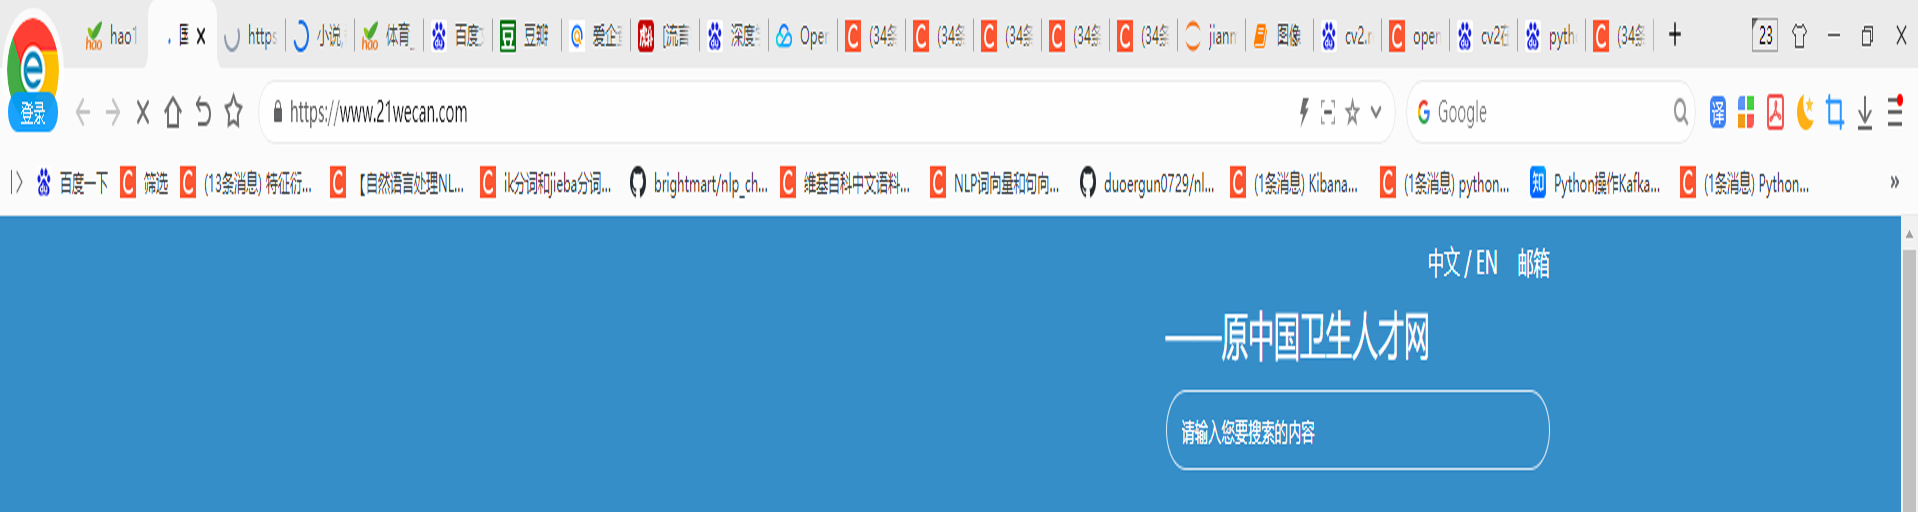 hao1 匡 https 小说, 体育_ 百度文 豆瓣 爱企 [流言 深度 Oper (34条 (34条 (34条 (34条 (34条 jiann 图像 cv2.r oper cv2在 pyth (34条 23
登录 https://www.21wecan.com Google 译
百度一下 筛选 (13条消息) 特征衍... 【自然语言处理NL... ik分词和jieba分词... brightmart/nlp_ch... 维基百科中文语料... NLP词向量和句向... duoergun0729/nl... (1条消息) Kibana... (1条消息) python... 知 Python操作Kafka... (1条消息) Python... »
中文 / EN 邮箱
——原中国卫生人才网
请输入您要搜索的内容